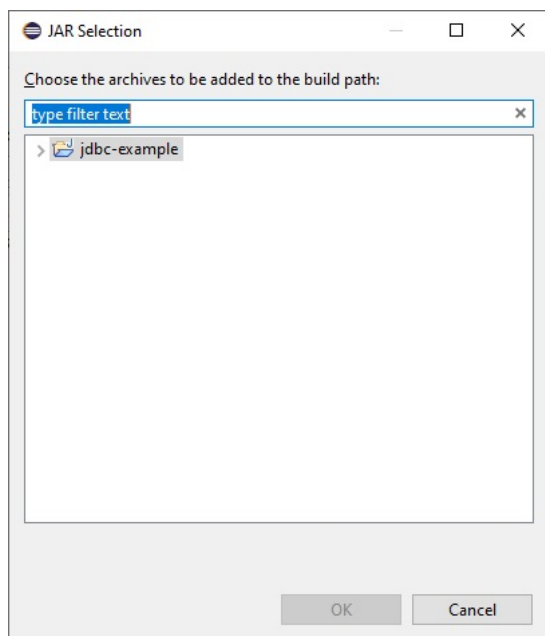 JAR Selection
Choose the archives to be added to the build path:
type filter text
jdbc-example
OK
Cancel